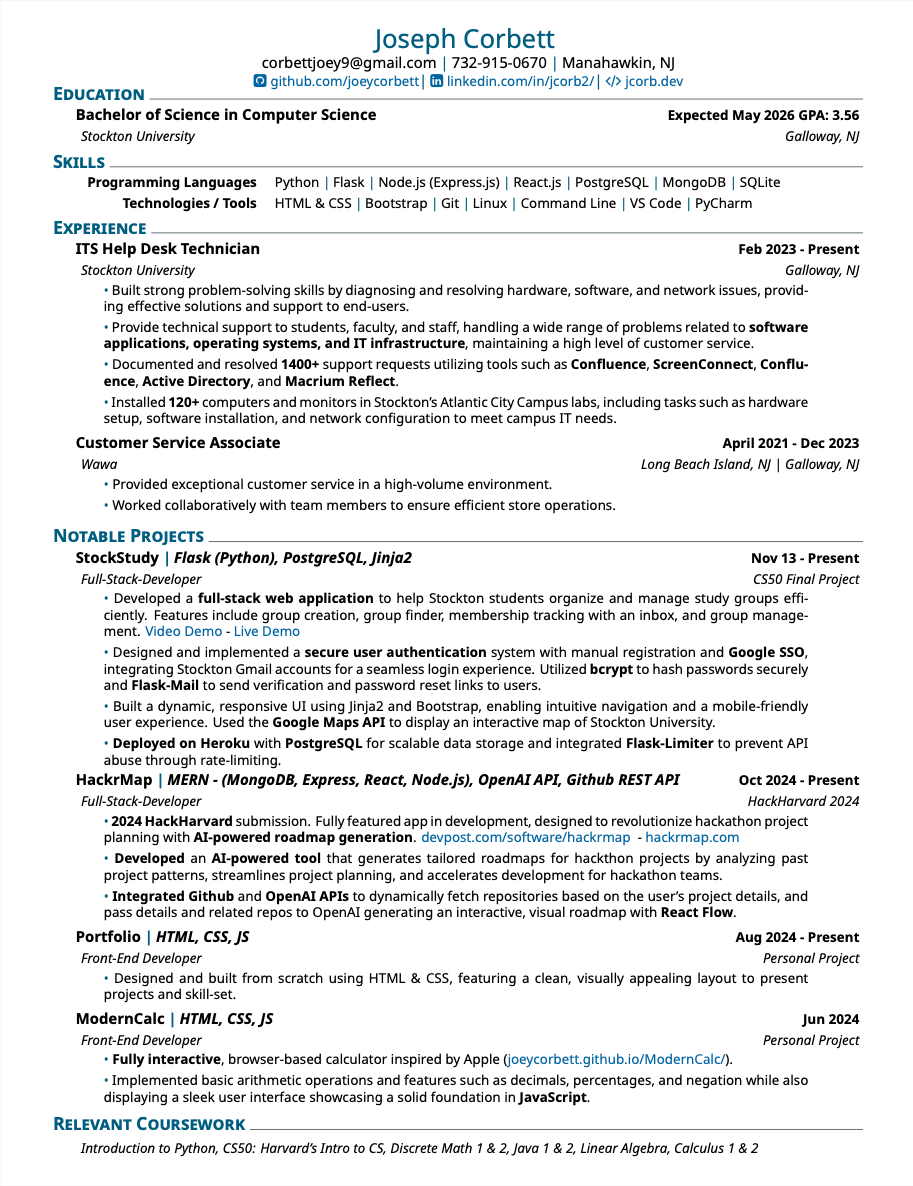 Joseph Corbett
corbettjoey9@gmail.com | 732-915-0670 | Manahawkin, NJ
github.com/joeycorbett| linkedin.com/in/jcorb2/| </> jcorb.dev
EDUCATION
Bachelor of Science in Computer Science Expected May 2026 GPA: 3.56
Stockton University Galloway, NJ
SKILLS
Programming Languages Python | Flask | Node.js (Express.js) | React.js | PostgreSQL | MongoDB | SQLite
Technologies / Tools HTML & CSS | Bootstrap | Git | Linux | Command Line | VS Code | PyCharm
EXPERIENCE
ITS Help Desk Technician Feb 2023 - Present
Stockton University Galloway, NJ
• Built strong problem-solving skills by diagnosing and resolving hardware, software, and network issues, provid-
ing effective solutions and support to end-users.
• Provide technical support to students, faculty, and staff, handling a wide range of problems related to software
applications, operating systems, and IT infrastructure, maintaining a high level of customer service.
• Documented and resolved 1400+ support requests utilizing tools such as Confluence, ScreenConnect, Conflu-
ence, Active Directory, and Macrium Reflect.
• Installed 120+ computers and monitors in Stockton's Atlantic City Campus labs, including tasks such as hardware
setup, software installation, and network configuration to meet campus IT needs.
Customer Service Associate April 2021 - Dec 2023
Wawa Long Beach Island, NJ | Galloway, NJ
• Provided exceptional customer service in a high-volume environment.
• Worked collaboratively with team members to ensure efficient store operations.
NOTABLE PROJECTS
StockStudy | Flask (Python), PostgreSQL, Jinja2 Nov 13 - Present
Full-Stack-Developer CS50 Final Project
• Developed a full-stack web application to help Stockton students organize and manage study groups effi-
ciently. Features include group creation, group finder, membership tracking with an inbox, and group manage-
ment. Video Demo - Live Demo
• Designed and implemented a secure user authentication system with manual registration and Google SSO,
integrating Stockton Gmail accounts for a seamless login experience. Utilized bcrypt to hash passwords securely
and Flask-Mail to send verification and password reset links to users.
• Built a dynamic, responsive UI using Jinja2 and Bootstrap, enabling intuitive navigation and a mobile-friendly
user experience. Used the Google Maps API to display an interactive map of Stockton University.
• Deployed on Heroku with PostgreSQL for scalable data storage and integrated Flask-Limiter to prevent API
abuse through rate-limiting.
HackrMap | MERN - (MongoDB, Express, React, Node.js), OpenAI API, Github REST API Oct 2024 - Present
Full-Stack-Developer HackHarvard 2024
• 2024 HackHarvard submission. Fully featured app in development, designed to revolutionize hackathon project
planning with AI-powered roadmap generation. devpost.com/software/hackrmap - hackrmap.com
• Developed an AI-powered tool that generates tailored roadmaps for hackthon projects by analyzing past
project patterns, streamlines project planning, and accelerates development for hackathon teams.
• Integrated Github and OpenAI APIs to dynamically fetch repositories based on the user's project details, and
pass details and related repos to OpenAI generating an interactive, visual roadmap with React Flow.
Portfolio | HTML, CSS, JS Aug 2024 - Present
Front-End Developer Personal Project
• Designed and built from scratch using HTML & CSS, featuring a clean, visually appealing layout to present
projects and skill-set.
ModernCalc | HTML, CSS, JS Jun 2024
Front-End Developer Personal Project
• Fully interactive, browser-based calculator inspired by Apple (joeycorbett.github.io/ModernCalc/).
• Implemented basic arithmetic operations and features such as decimals, percentages, and negation while also
displaying a sleek user interface showcasing a solid foundation in JavaScript.
RELEVANT COURSEWORK
Introduction to Python, CS50: Harvard's Intro to CS, Discrete Math 1 & 2, Java 1 & 2, Linear Algebra, Calculus 1 & 2